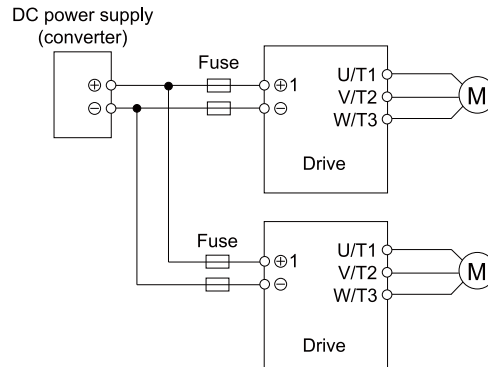 DC power supply
(converter)
Fuse
⊕
⊖
⊕1
⊖
U/T1
V/T2
W/T3
M
Drive
Fuse
⊕1
⊖
U/T1
V/T2
W/T3
M
Drive